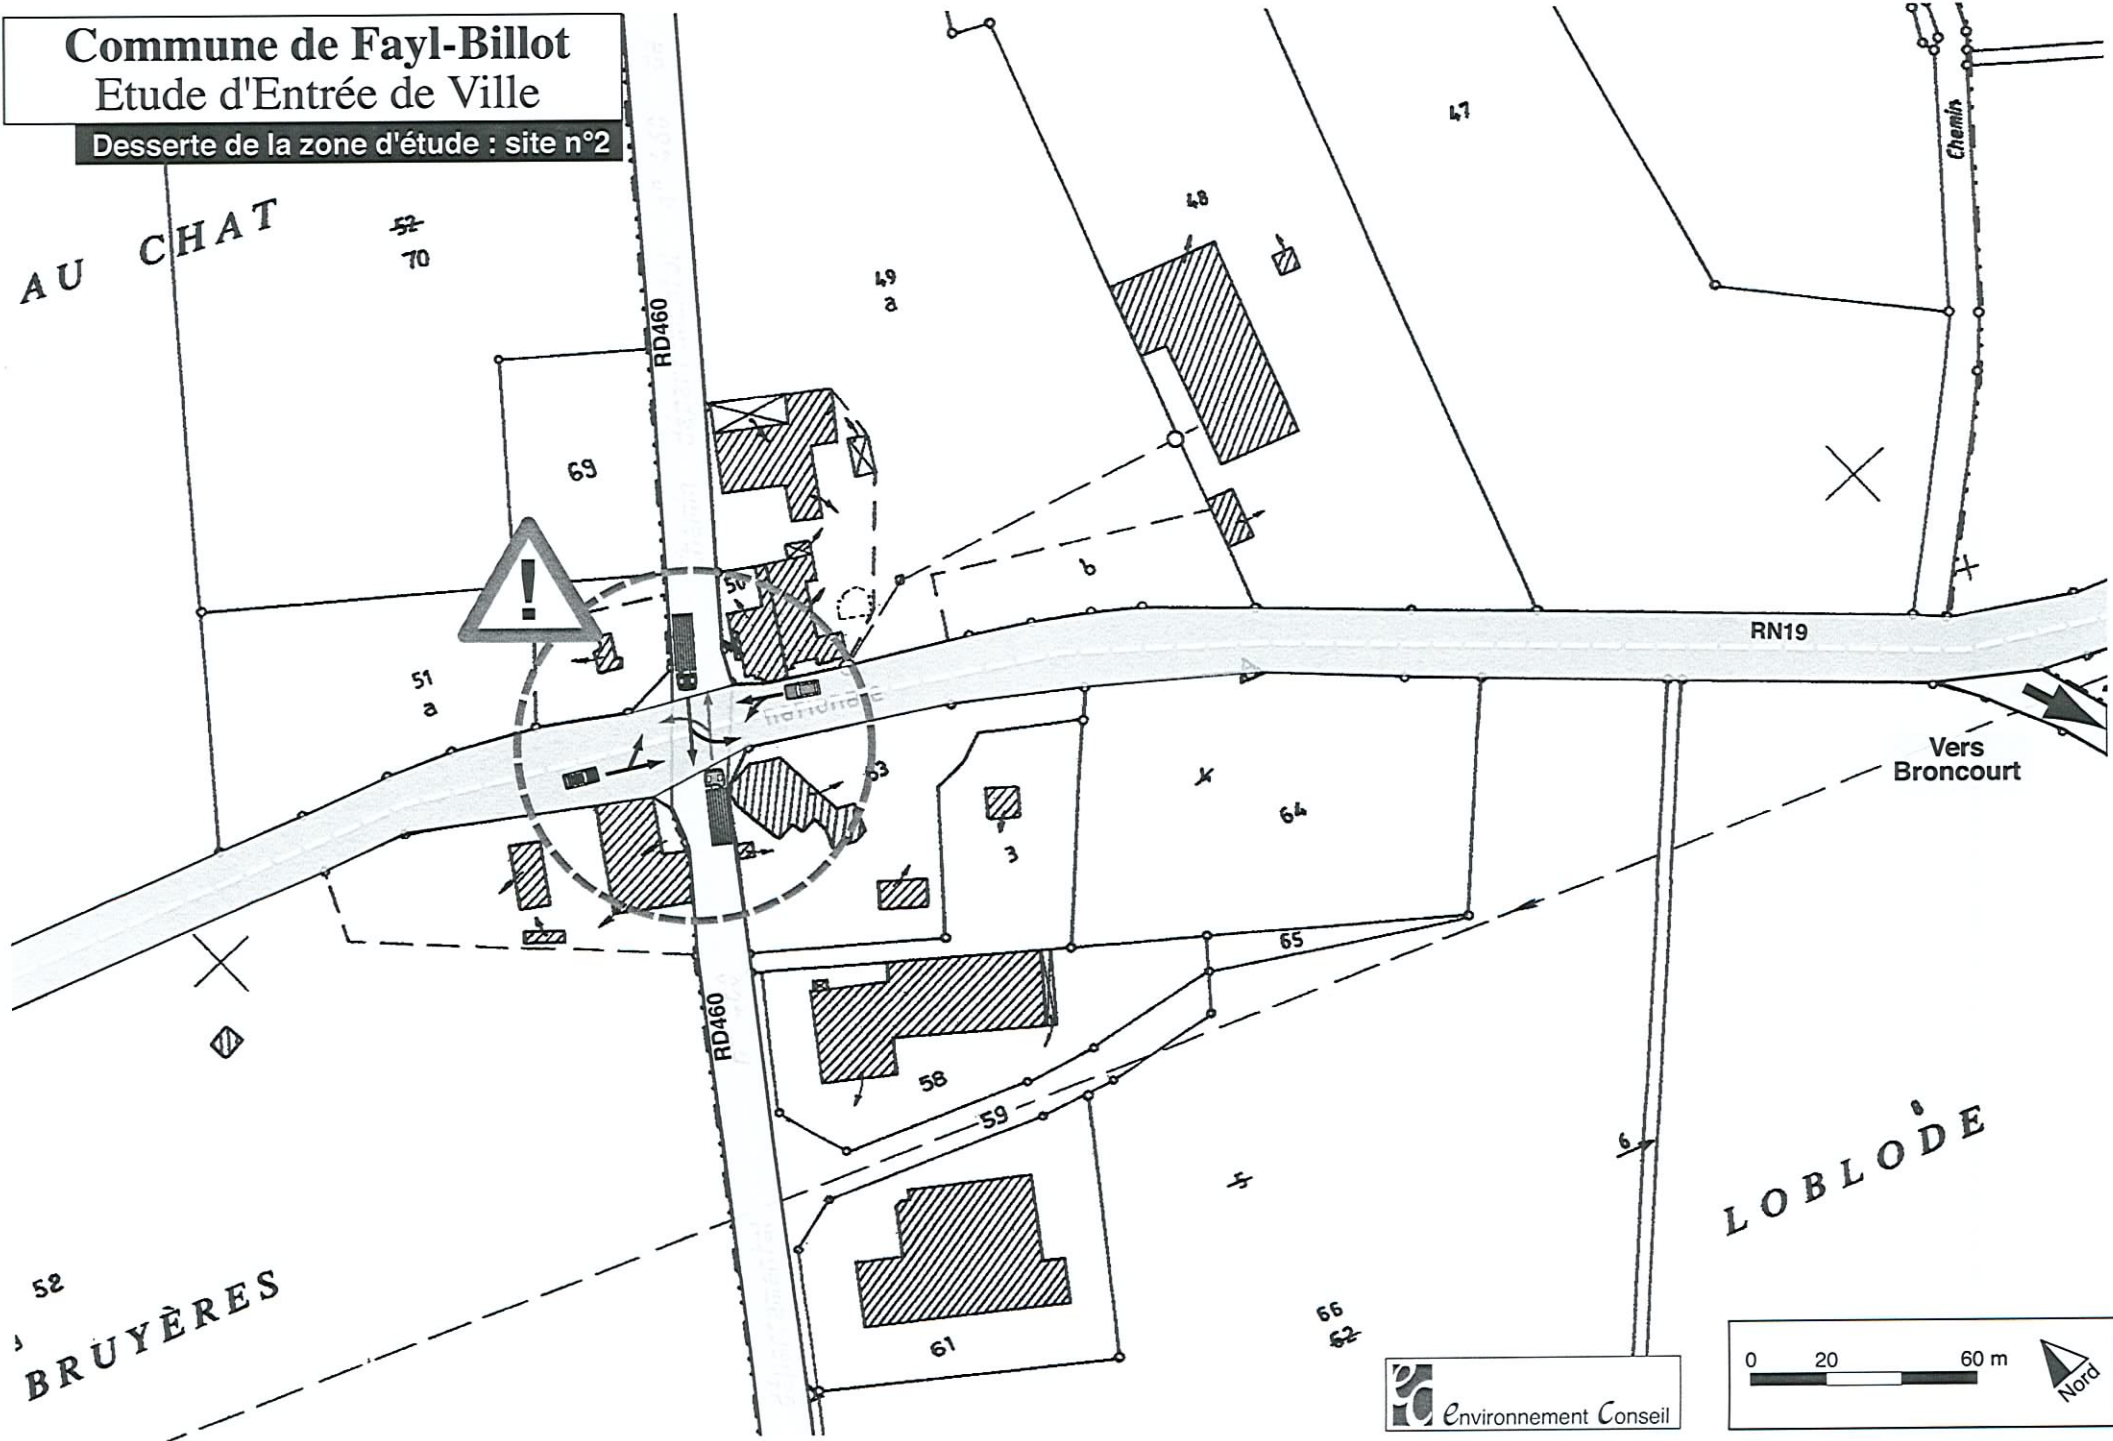 Commune de Fayl-Billot
Etude d'Entrée de Ville
Desserte de la zone d'étude : site n°2
AU CHAT
52
70
47
Chemin
48
49
a
RD460
69
50
b
51
a
RN19
nationale
63
3
64
Vers
Broncourt
65
RD460
58
59
5
6
8
LOBLODE
52
BRUYÈRES
61
66
62
Environnement Conseil
0 20 60 m
Nord